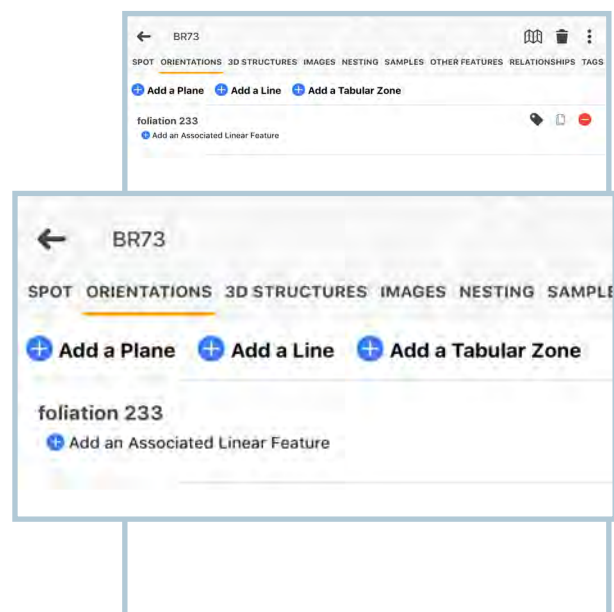 BR73
SPOT ORIENTATIONS 3D STRUCTURES IMAGES NESTING SAMPLES OTHER FEATURES RELATIONSHIPS TAGS
Add a Plane Add a Line Add a Tabular Zone
foliation 233
Add an Associated Linear Feature
BR73
SPOT ORIENTATIONS 3D STRUCTURES IMAGES NESTING SAMPLE
Add a Plane Add a Line Add a Tabular Zone
foliation 233
Add an Associated Linear Feature